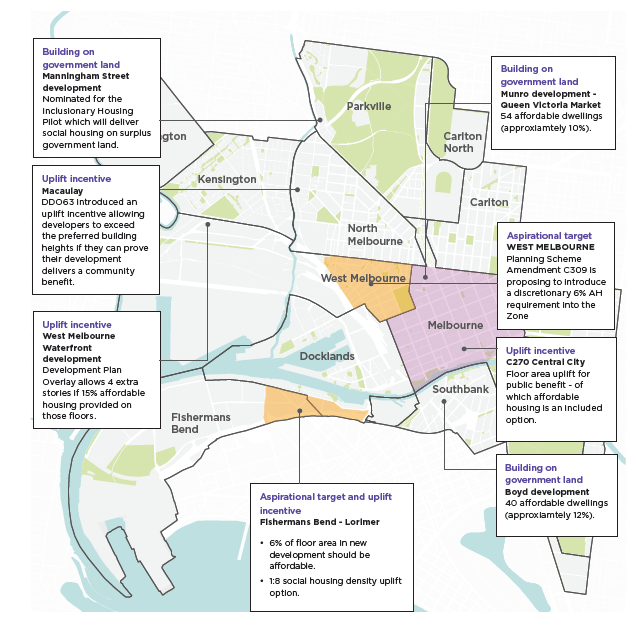 Building on
government land
Manningham Street
development
Nominated for the
Inclusionary Housing
Pilot which will deliver
social housing on surplus
government land.
Uplift incentive
Macaulay
DDO63 introduced an
uplift incentive allowing
developers to exceed
the preferred building
heights if they can prove
their development
delivers a community
benefit.
Uplift incentive
West Melbourne
Waterfront
development
Development Plan
Overlay allows 4 extra
stories if 15% affordable
housing provided on
those floors.
Building on
government land
Munro development -
Queen Victoria Market
54 affordable dwellings
(approxiamtely 10%).
Aspirational target
WEST MELBOURNE
Planning Scheme
Amendment C309 is
proposing to introduce
a discretionary 6% AH
requirement into the
Zone
Uplift incentive
C270 Central City
Floor area uplift for
public benefit - of
which affordable
housing is an included
option.
Building on
government land
Boyd development
40 affordable dwellings
(approxiamtely 12%).
Aspirational target and uplift
incentive
Fishermans Bend - Lorimer
• 6% of floor area in new
development should be
affordable.
• 1:8 social housing density uplift
option.
Parkville
Carlton
North
Carlton
ngton
Kensington
North
Melbourne
West Melbourne
Melbourne
Docklands
Southbank
Fishermans
Bend